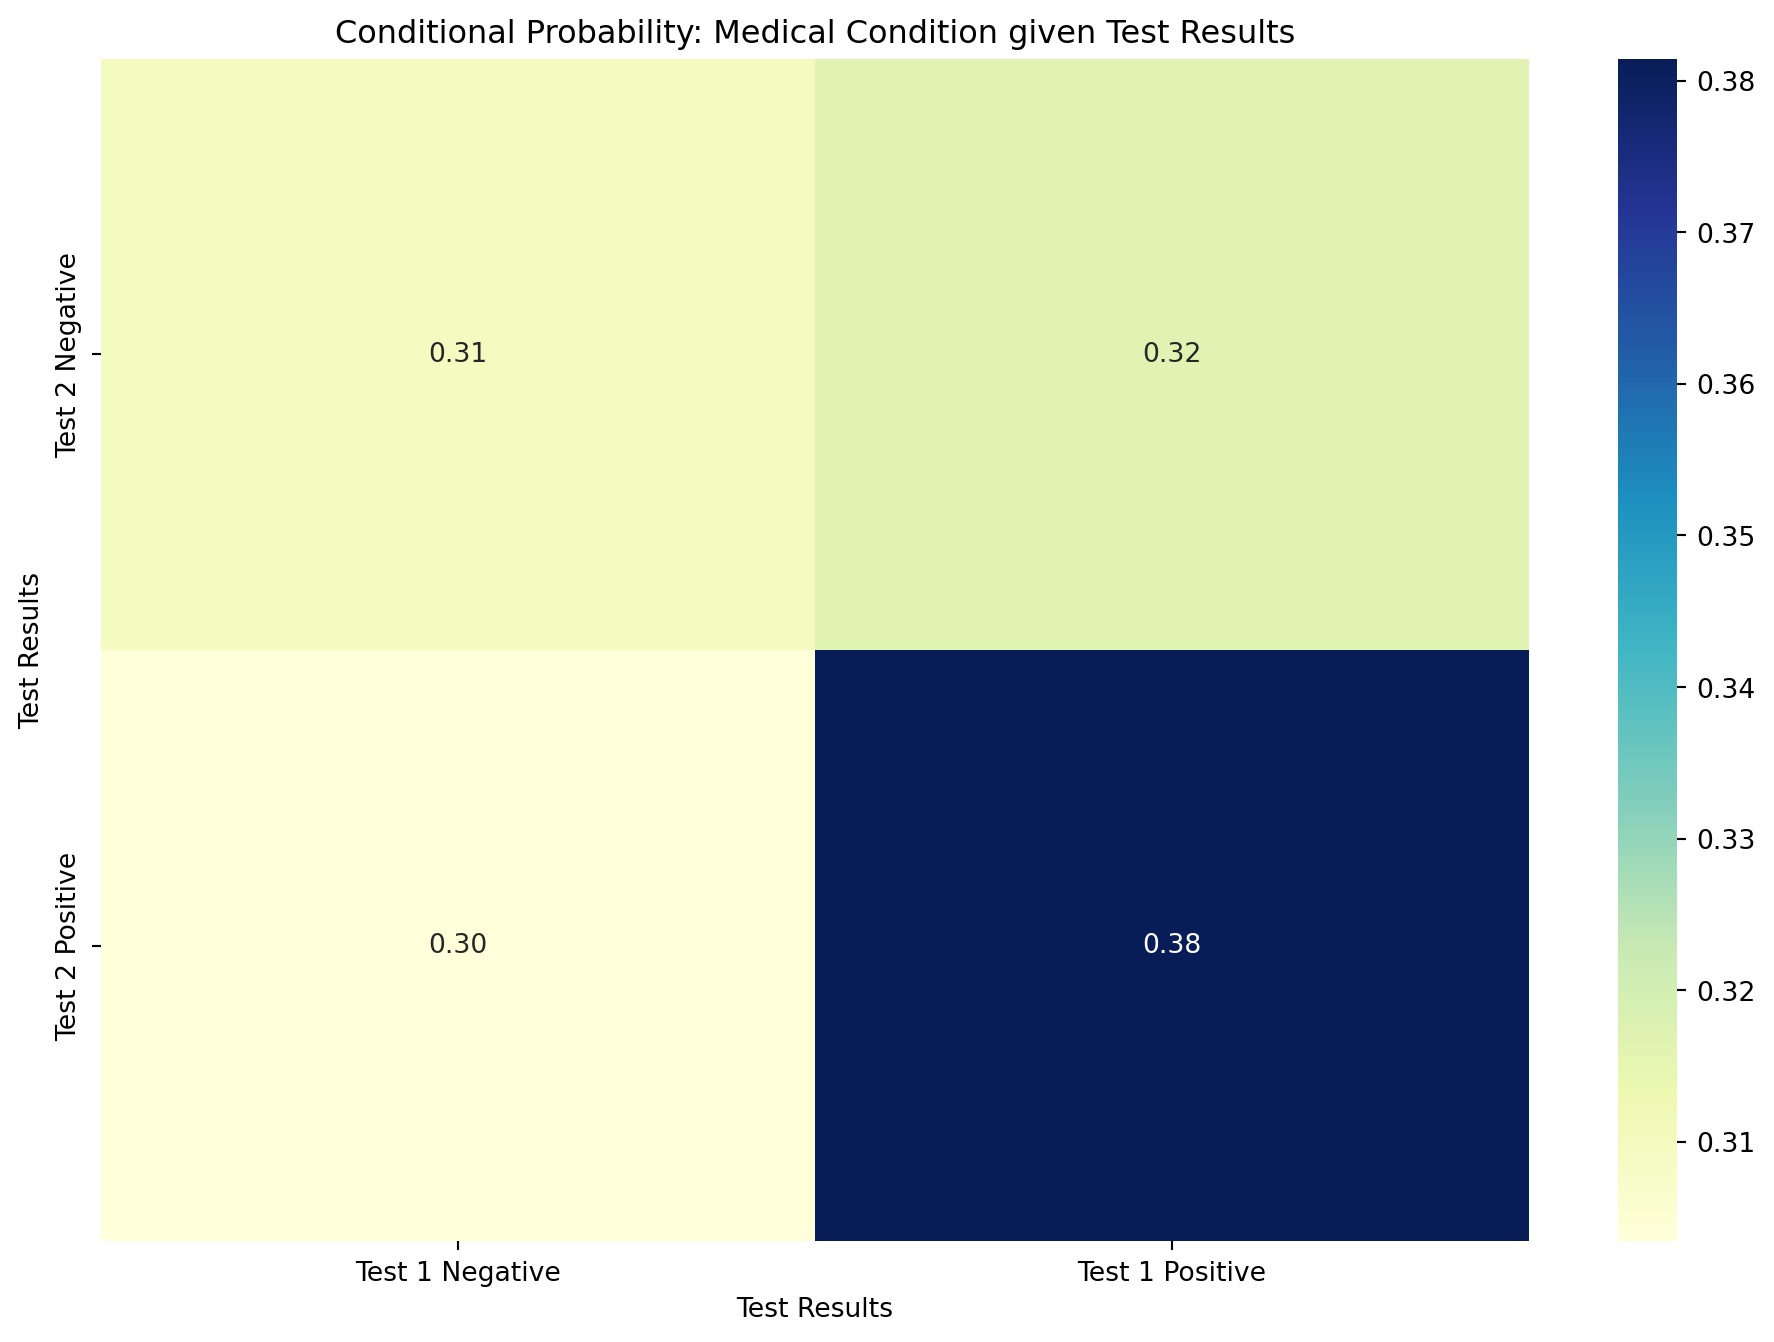 Conditional Probability: Medical Condition given Test Results
Test Results
Test 2 Negative
Test 2 Positive
0.31
0.32
0.30
0.38
Test 1 Negative
Test 1 Positive
Test Results
0.38
0.37
0.36
0.35
0.34
0.33
0.32
0.31